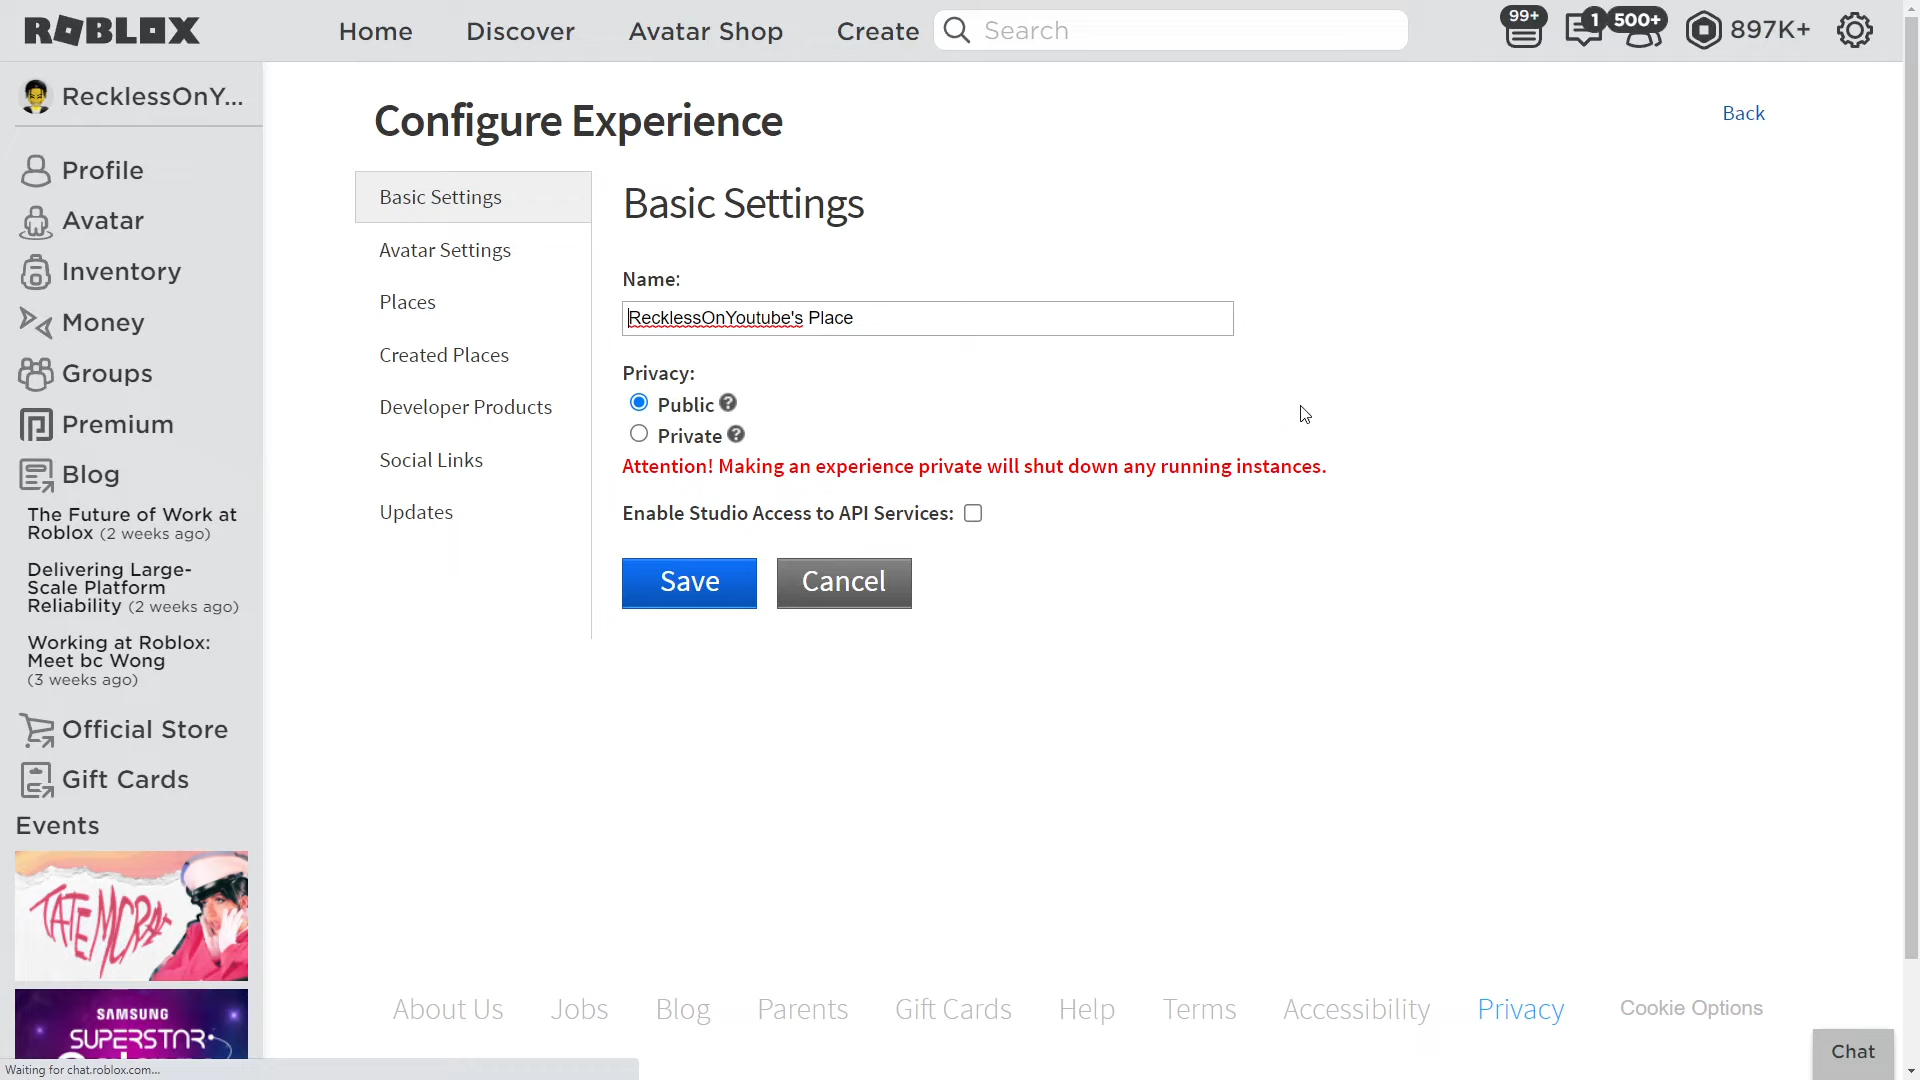 ROBLOX
Home
Discover
Avatar Shop
Create
Search
99+
1
500+
897K+
RecklessOnY...
Profile
Avatar
Inventory
Money
Groups
Premium
Blog
The Future of Work at
Roblox (2 weeks ago)
Delivering Large-
Scale Platform
Reliability (2 weeks ago)
Working at Roblox:
Meet bc Wong
(3 weeks ago)
Official Store
Gift Cards
Events
TATE MCRAE
SAMSUNG
SUPERSTAR
Configure Experience
Back
Basic Settings
Avatar Settings
Places
Created Places
Developer Products
Social Links
Updates
Basic Settings
Name:
RecklessOnYoutube's Place
Privacy:
Public ?
Private ?
Attention! Making an experience private will shut down any running instances.
Enable Studio Access to API Services:
Save
Cancel
About Us
Jobs
Blog
Parents
Gift Cards
Help
Terms
Accessibility
Privacy
Cookie Options
Chat
Waiting for chat.roblox.com...